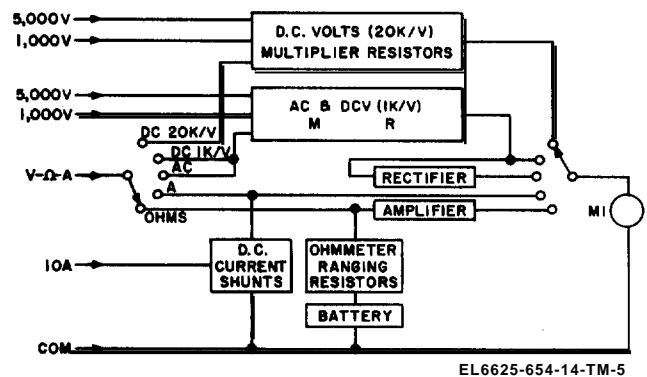 5,000V
1,000V
D.C. VOLTS (20K/V)
MULTIPLIER RESISTORS
5,000V
1,000V
AC & DCV (1K/V)
M R
DC 20K/V
DC 1K/V
AC
V-Ω-A
A
OHMS
RECTIFIER
AMPLIFIER
M1
10A
D.C.
CURRENT
SHUNTS
OHMMETER
RANGING
RESISTORS
BATTERY
COM
EL6625-654-14-TM-5